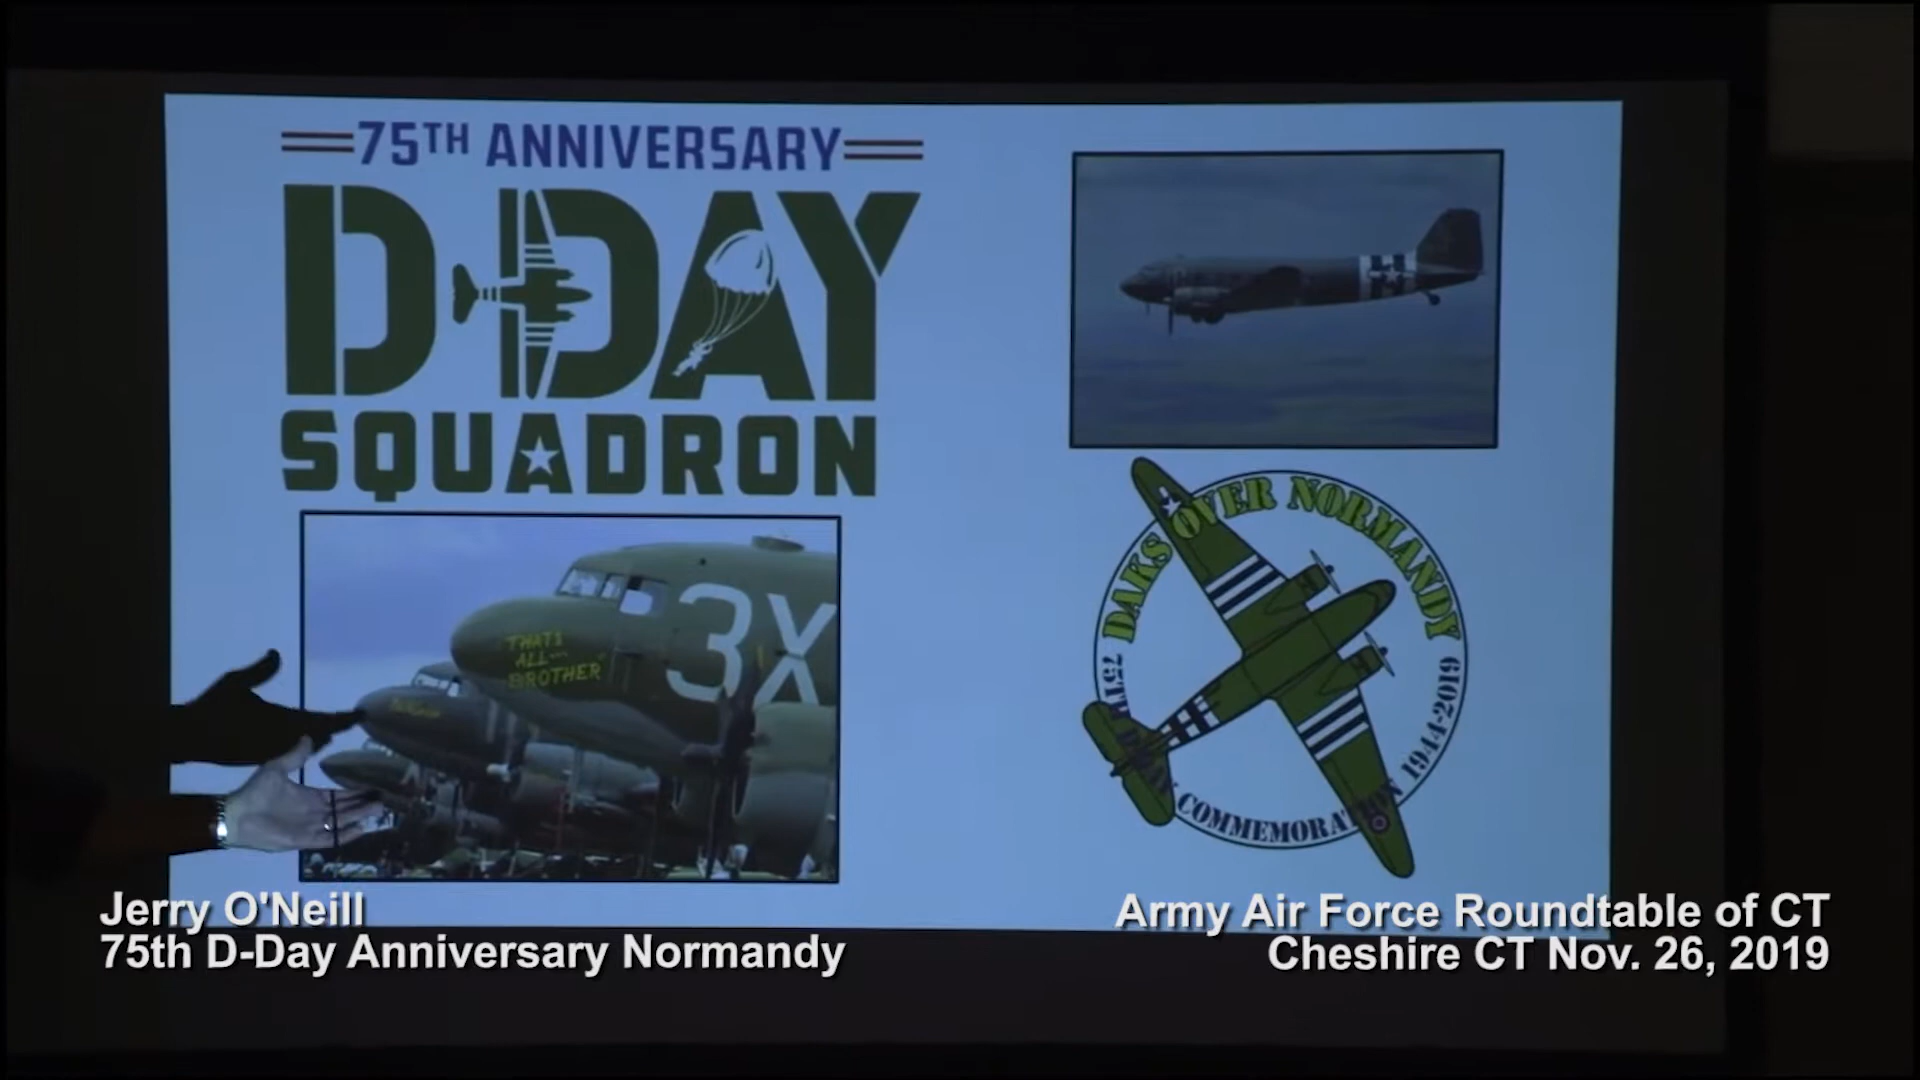 75TH ANNIVERSARY
D-DAY
SQUADRON
THAT'S
ALL...
BROTHER
3X
DAKS OVER NORMANDY
75TH D-DAY COMMEMORATION 1944-2019
Jerry O'Neill
75th D-Day Anniversary Normandy
Army Air Force Roundtable of CT
Cheshire CT Nov. 26, 2019